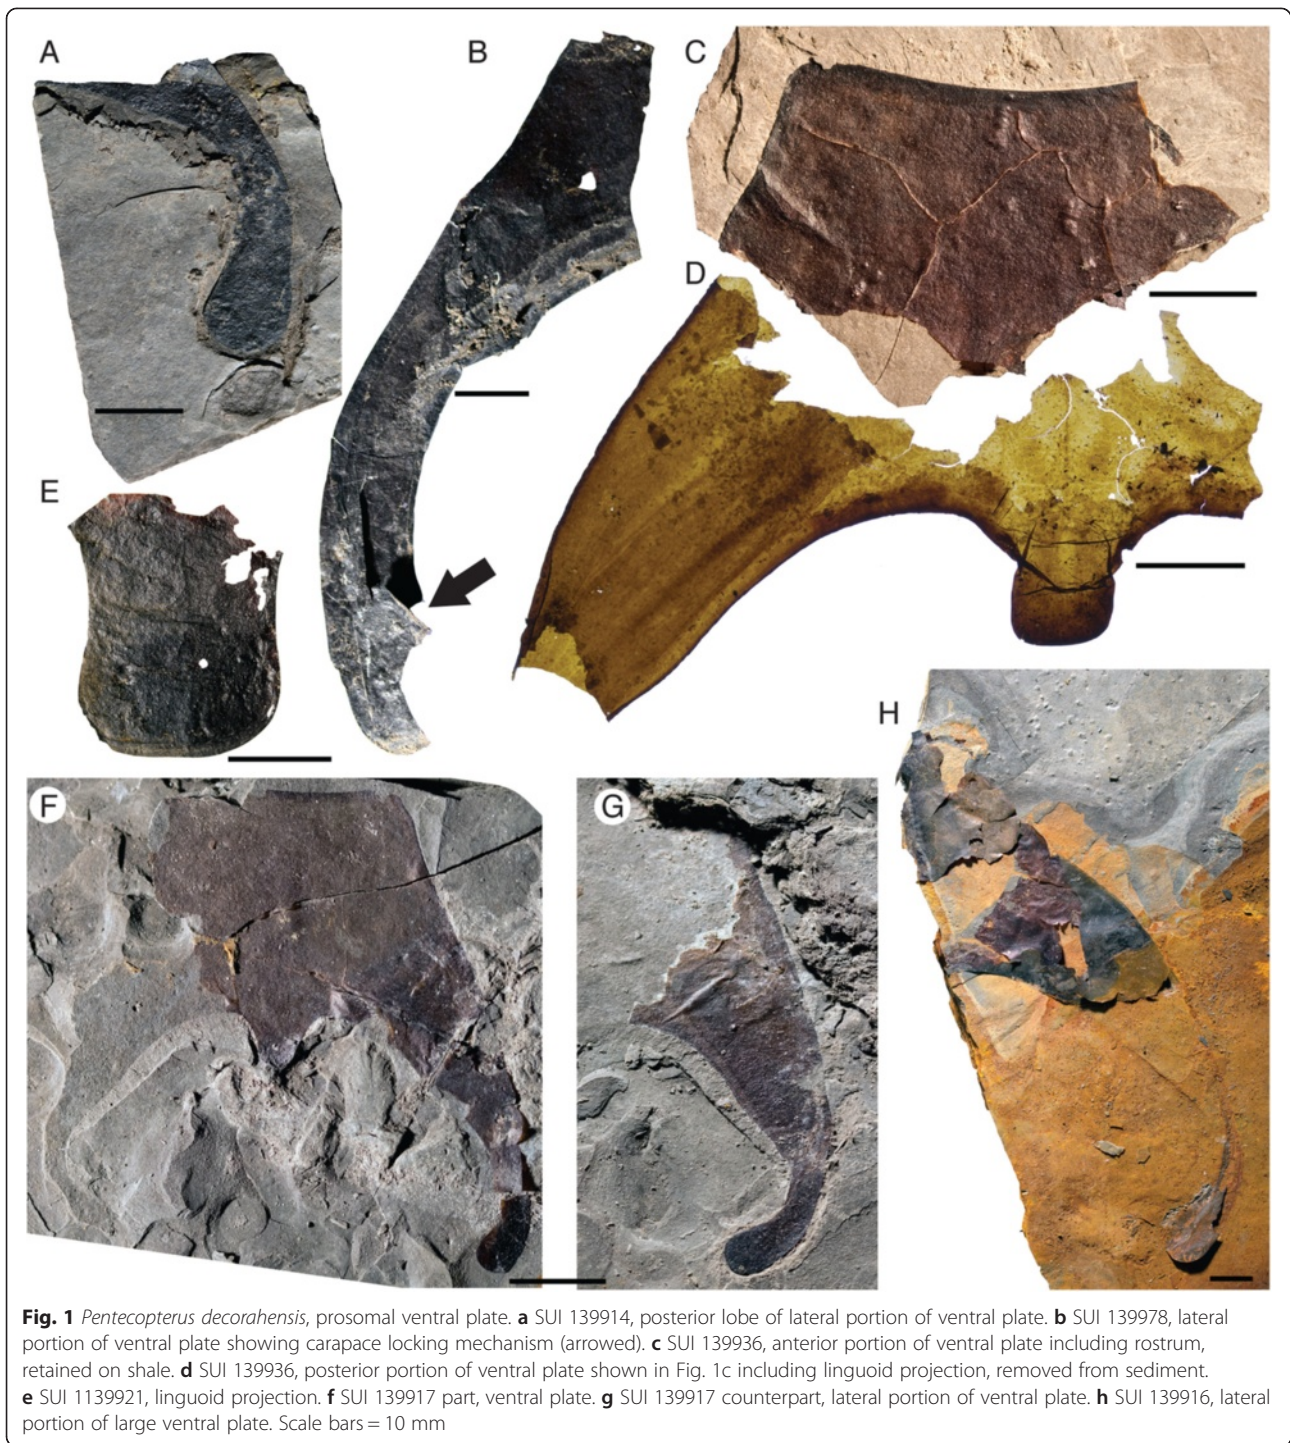 A
B
C
D
E
F
G
H
Fig. 1 Pentecopterus decorahensis, prosomal ventral plate. a SUI 139914, posterior lobe of lateral portion of ventral plate. b SUI 139978, lateral
portion of ventral plate showing carapace locking mechanism (arrowed). c SUI 139936, anterior portion of ventral plate including rostrum,
retained on shale. d SUI 139936, posterior portion of ventral plate shown in Fig. 1c including linguoid projection, removed from sediment.
e SUI 1139921, linguoid projection. f SUI 139917 part, ventral plate. g SUI 139917 counterpart, lateral portion of ventral plate. h SUI 139916, lateral
portion of large ventral plate. Scale bars = 10 mm